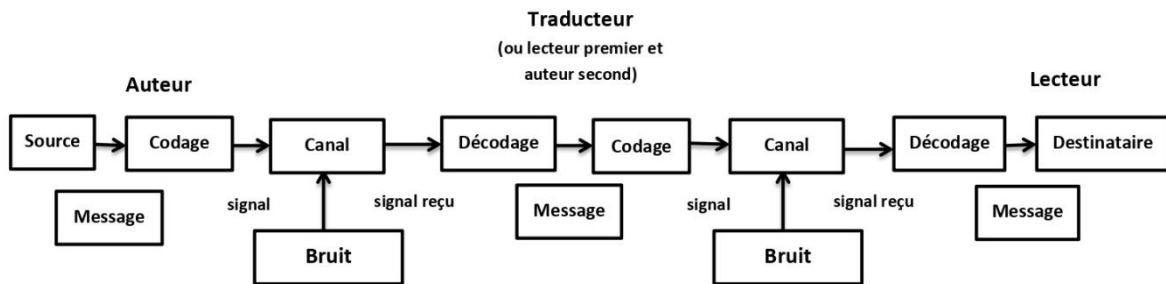 Traducteur
(ou lecteur premier et
auteur second)
Auteur
Lecteur
Source
Codage
Canal
Décodage
Codage
Canal
Décodage
Destinataire
Message
signal
signal reçu
Message
signal
signal reçu
Message
Bruit
Bruit